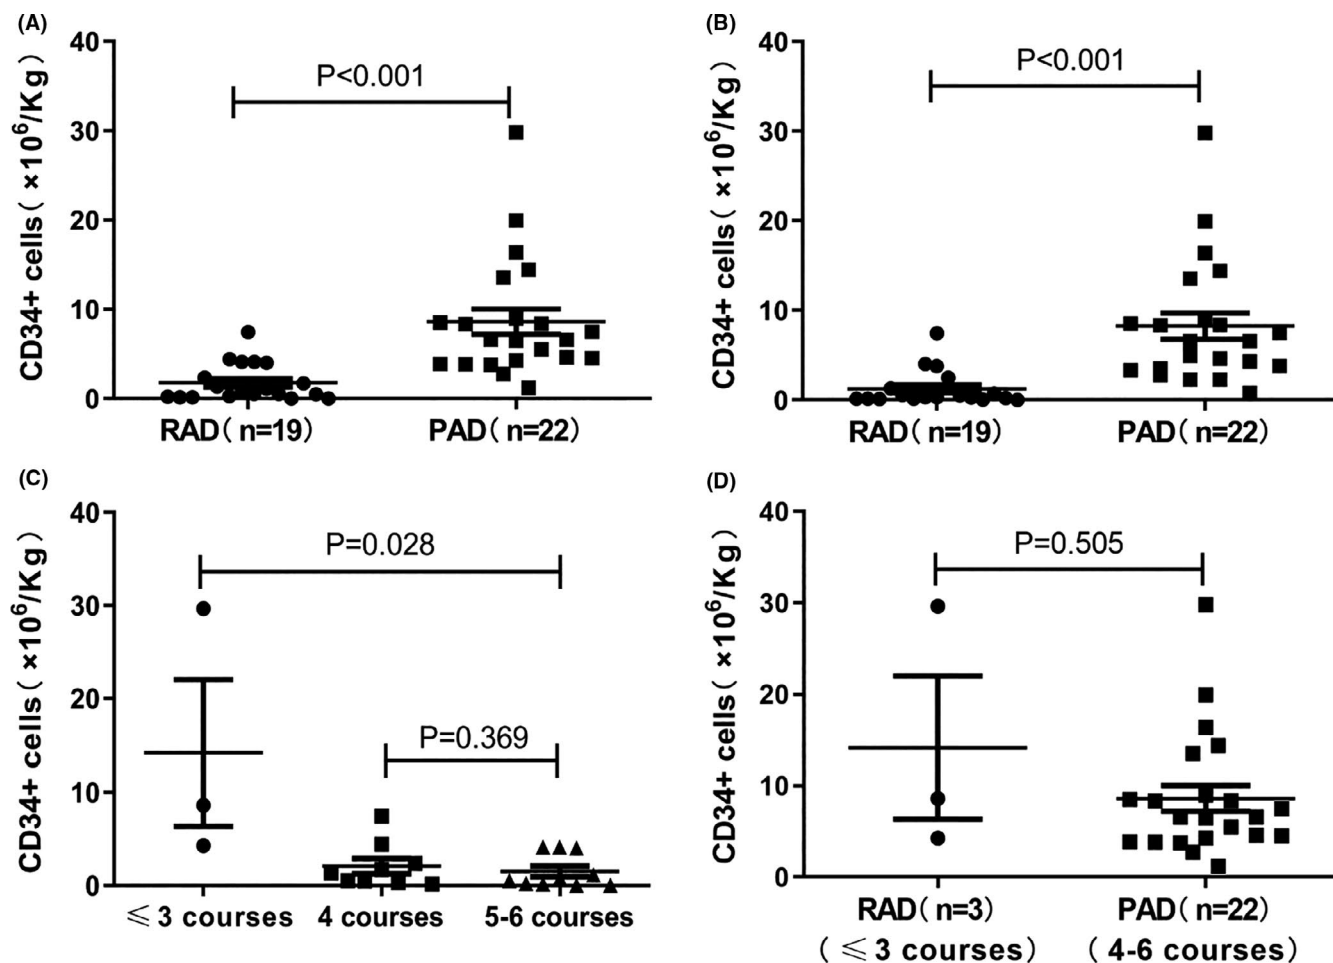 (A)
CD34+ cells( ×10⁶/Kg)
40
30
20
10
0
P<0.001
RAD( n=19) PAD( n=22)
(B)
CD34+ cells( ×10⁶/Kg)
40
30
20
10
0
P<0.001
RAD( n=19) PAD( n=22)
(C)
CD34+ cells( ×10⁶/Kg)
40
30
20
10
0
P=0.028
P=0.369
≤ 3 courses 4 courses 5-6 courses
(D)
CD34+ cells( ×10⁶/Kg)
40
30
20
10
0
P=0.505
RAD( n=3) PAD( n=22)
( ≤ 3 courses) ( 4-6 courses)